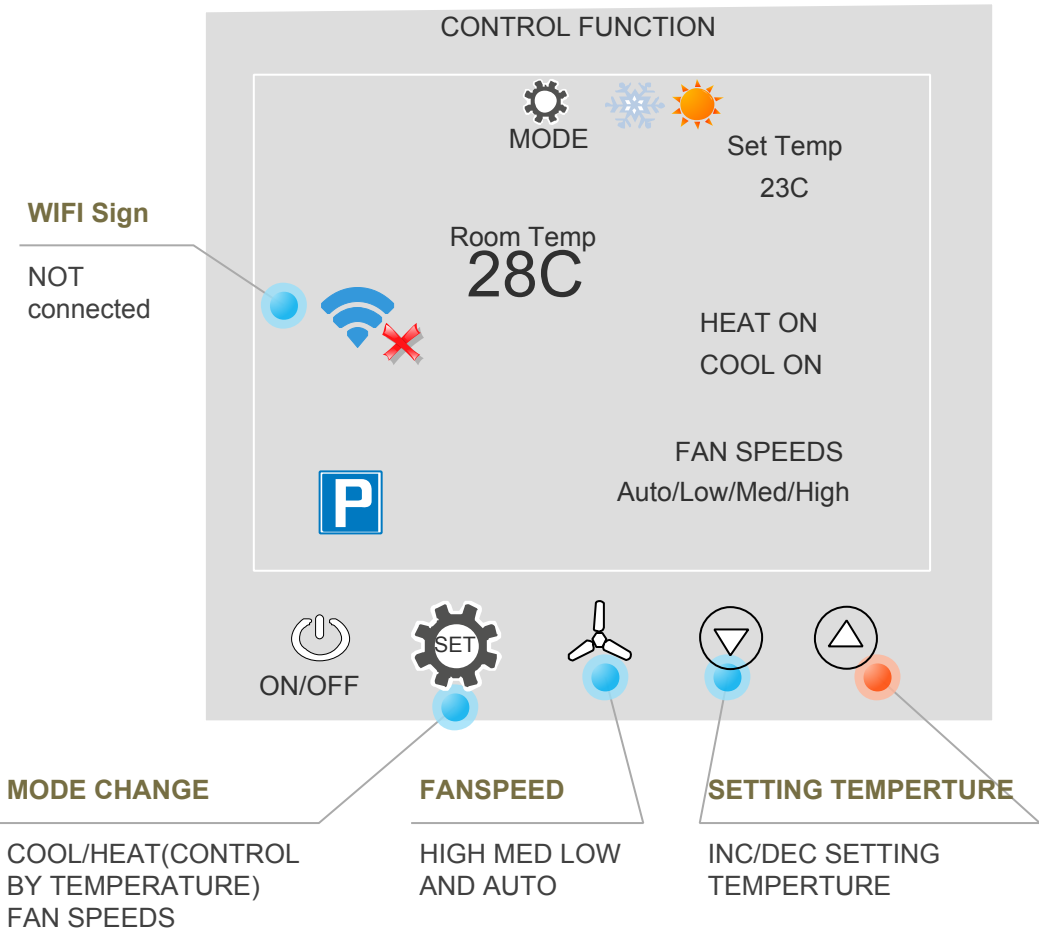 CONTROL FUNCTION
MODE
Set Temp
23C
WIFI Sign
NOT
connected
Room Temp
28C
HEAT ON
COOL ON
FAN SPEEDS
Auto/Low/Med/High
P
SET
ON/OFF
MODE CHANGE
COOL/HEAT(CONTROL
BY TEMPERATURE)
FAN SPEEDS
FANSPEED
HIGH MED LOW
AND AUTO
SETTING TEMPERTURE
INC/DEC SETTING
TEMPERTURE